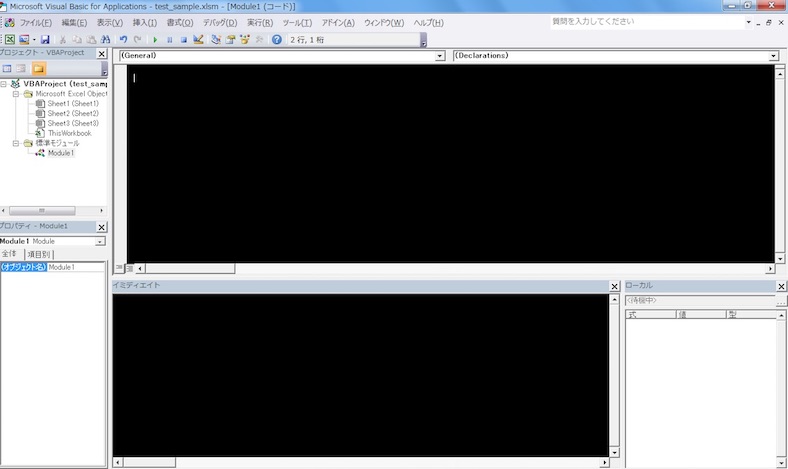 Microsoft Visual Basic for Applications - test_sample.xlsm - [Module1 (コード)]
ファイル(F) 編集(E) 表示(V) 挿入(I) 書式(O) デバッグ(D) 実行(R) ツール(T) アドイン(A) ウィンドウ(W) ヘルプ(H) 質問を入力してください
2 行, 1 桁
プロジェクト - VBAProject
(General) (Declarations)
VBAProject (test_samp
Microsoft Excel Object
Sheet1 (Sheet1)
Sheet2 (Sheet2)
Sheet3 (Sheet3)
ThisWorkbook
標準モジュール
Module1
プロパティ - Module1
Module1 Module
全体 項目別
(オブジェクト名) Module1
イミディエイト
ローカル
<待機中>
式 値 型